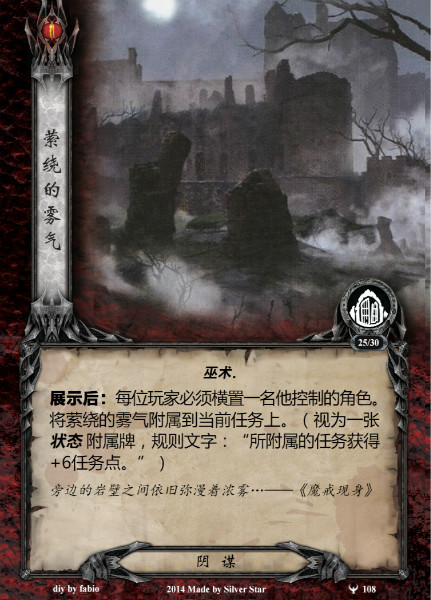 萦绕的雾气
25/30
巫术.
展示后：每位玩家必须横置一名他控制的角色。
将萦绕的雾气附属到当前任务上。（视为一张
状态 附属牌，规则文字：“所附属的任务获得
+6任务点。”）
旁边的岩壁之间依旧弥漫着浓雾…——《魔戒现身》
阴 谋
diy by fabio
2014 Made by Silver Star
108